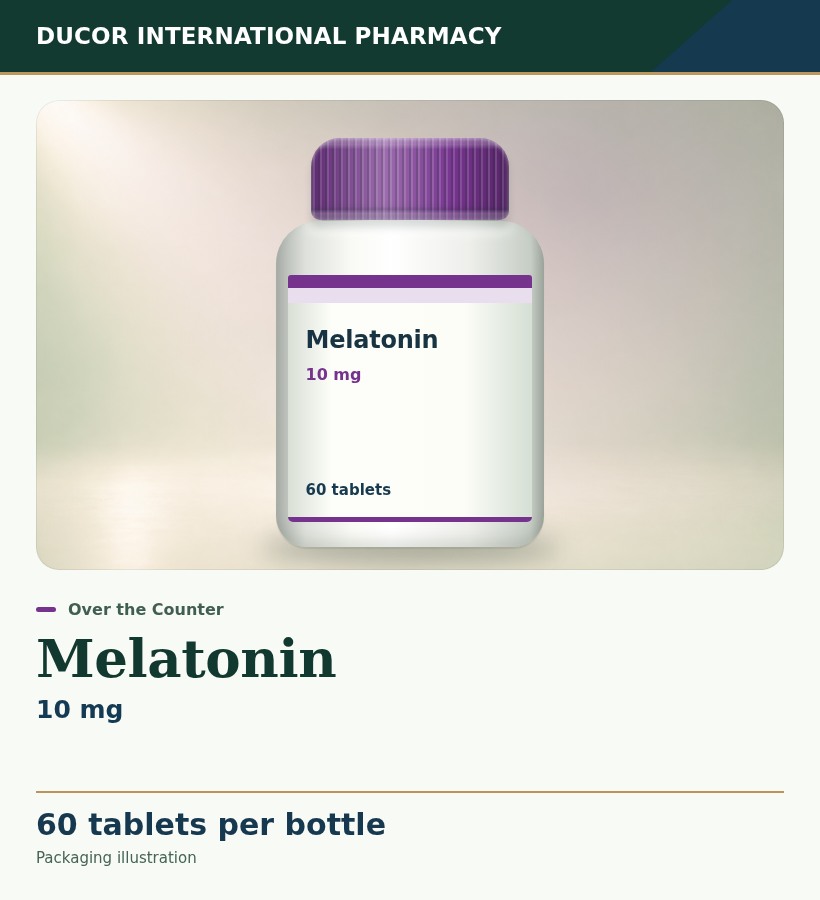 DUCOR INTERNATIONAL PHARMACY
Melatonin
10 mg
60 tablets
Over the Counter
Melatonin
10 mg
60 tablets per bottle
Packaging illustration